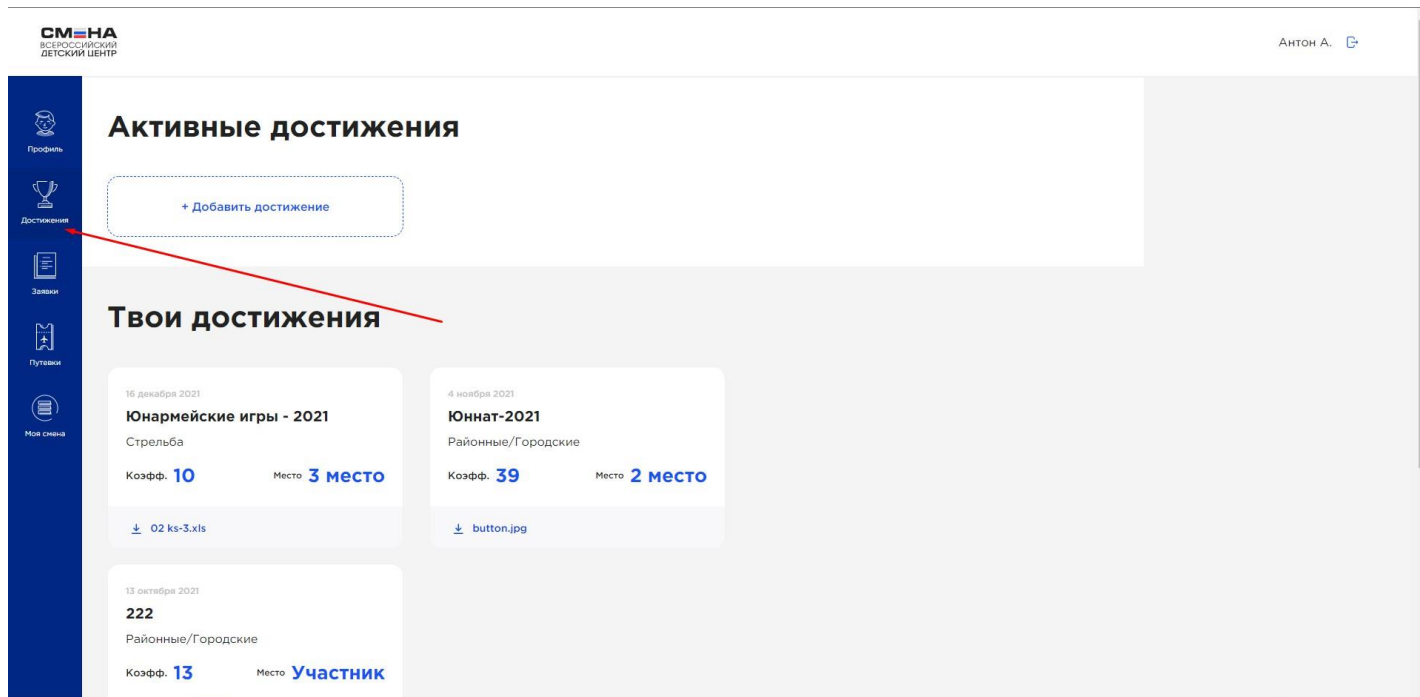 СМЕНА
ВСЕРОССИЙСКИЙ
ДЕТСКИЙ ЦЕНТР
Антон А.
Профиль
Достижения
Заявки
Путевки
Моя смена
Активные достижения
+ Добавить достижение
Твои достижения
16 декабря 2021
Юнармейские игры - 2021
Стрельба
Коэфф. 10 Место 3 место
02 ks-3.xls
4 ноября 2021
Юннат-2021
Районные/Городские
Коэфф. 39 Место 2 место
button.jpg
13 октября 2021
222
Районные/Городские
Коэфф. 13 Место Участник